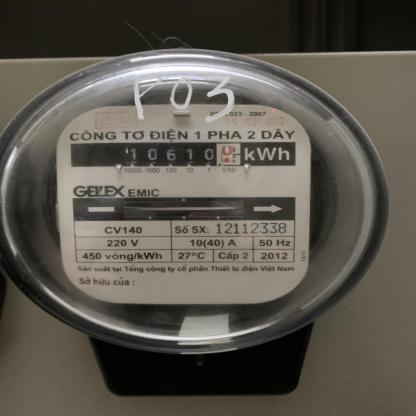 P03
CÔNG TƠ ĐIỆN 1 PHA 2 DÂY
10610 kWh
10000 1000 100 10 1 1/10
GELEX EMIC
CV140 Số SX: 12112338
220 V 10(40) A 50 Hz
450 vòng/kWh 27°C Cấp 2 2012
Sản xuất tại Tổng công ty cổ phần Thiết bị điện Việt Nam
Sở hữu của :